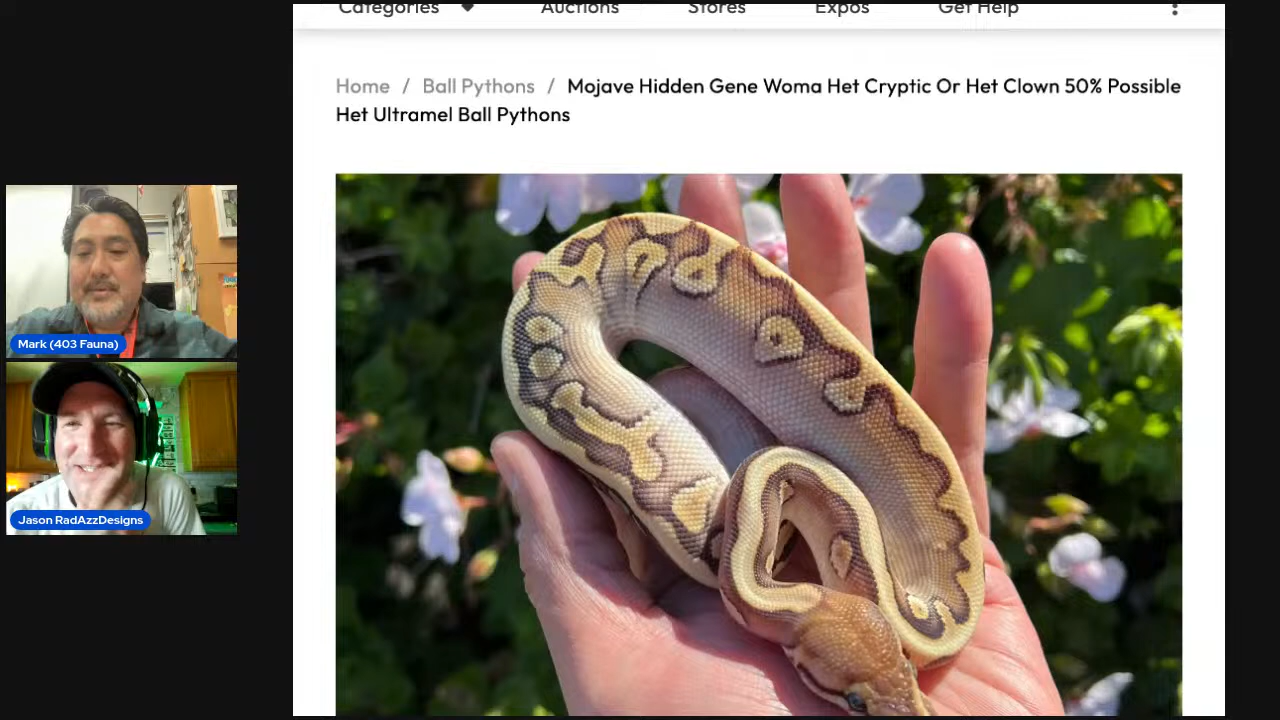 Categories Auctions Stores Expos Get Help
Home / Ball Pythons / Mojave Hidden Gene Woma Het Cryptic Or Het Clown 50% Possible
Het Ultramel Ball Pythons
Mark (403 Fauna)
Jason RadAzzDesigns